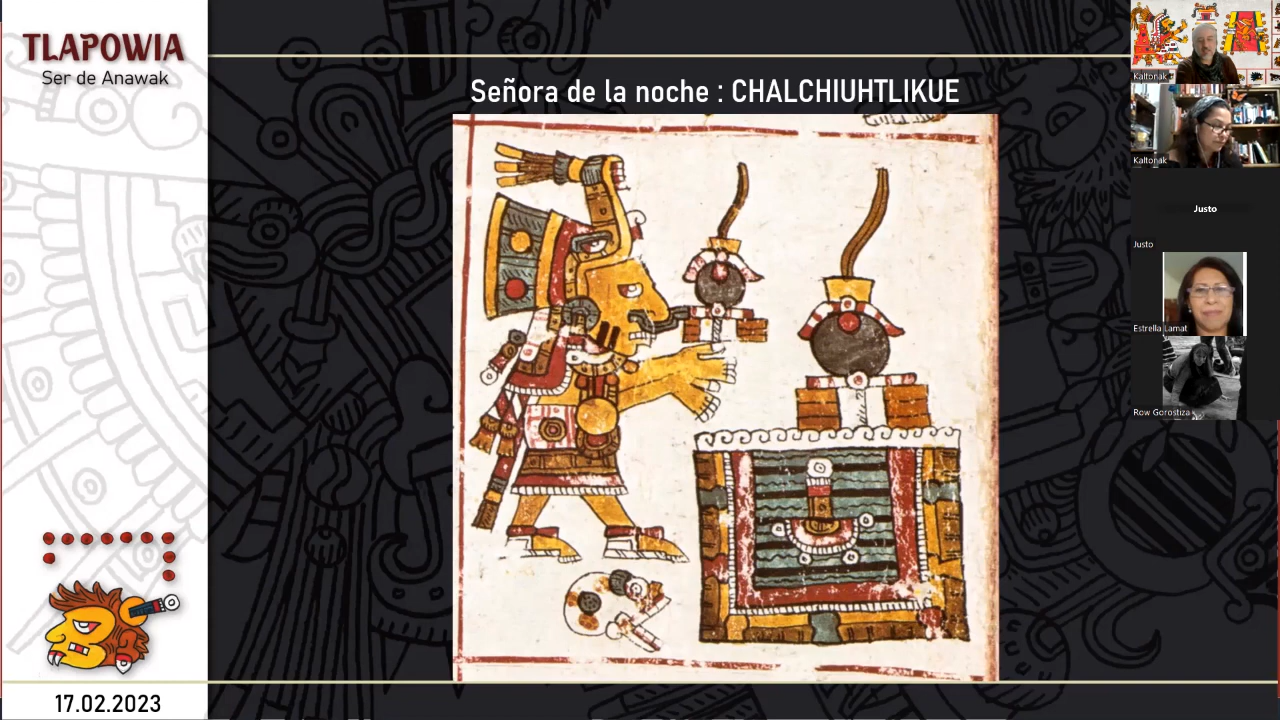 TLAPOWIA
Ser de Anawak
Señora de la noche : CHALCHIUHTLIKUE
17.02.2023
Kaltonak
Kaltonak
Justo
Justo
Estrella Lamat
Row Gorostiza